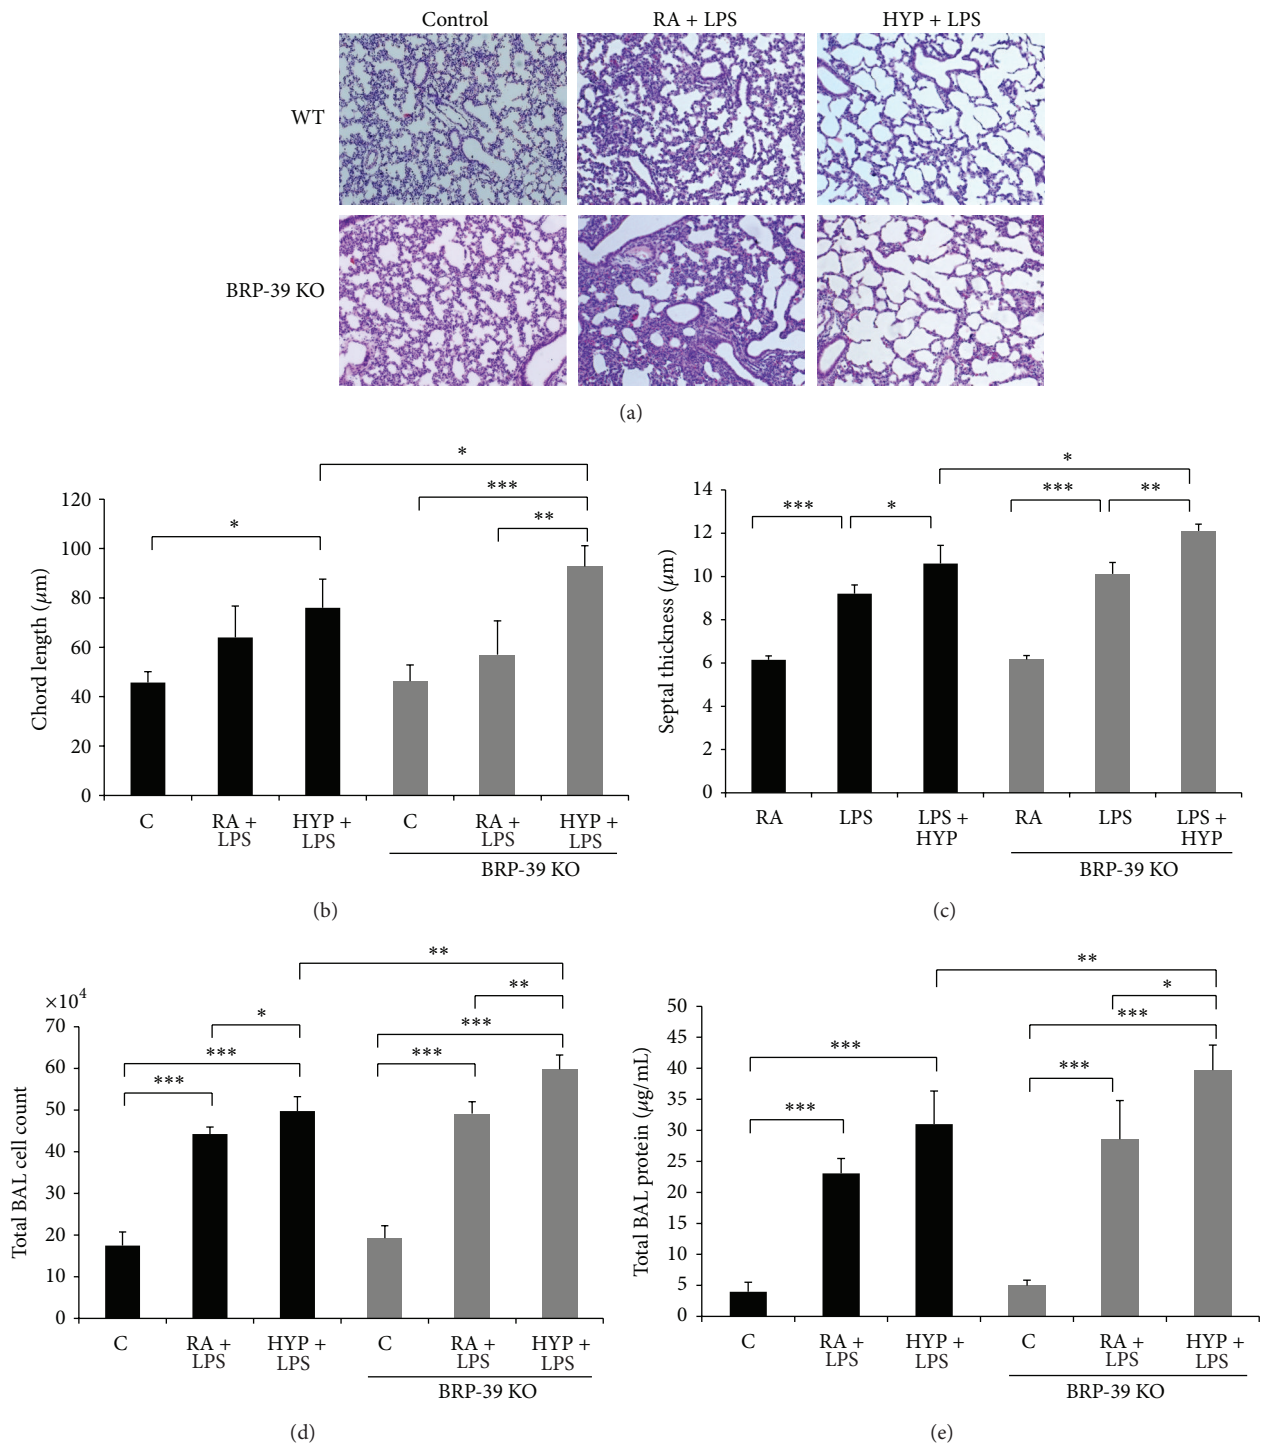 Control RA + LPS HYP + LPS
WT
BRP-39 KO
(a)
Chord length (μm)
120
100
80
60
40
20
0
*
*
***
**
C RA + LPS HYP + LPS C RA + LPS HYP + LPS
BRP-39 KO
(b)
Septal thickness (μm)
14
12
10
8
6
4
2
0
*
*** * *** **
RA LPS LPS + HYP RA LPS LPS + HYP
BRP-39 KO
(c)
Total BAL cell count
×10⁴
70
60
50
40
30
20
10
0
**
**
* ***
*** ***
***
C RA + LPS HYP + LPS C RA + LPS HYP + LPS
BRP-39 KO
(d)
Total BAL protein (μg/mL)
50
45
40
35
30
25
20
15
10
5
0
**
*
***
*** ***
***
C RA + LPS HYP + LPS C RA + LPS HYP + LPS
BRP-39 KO
(e)